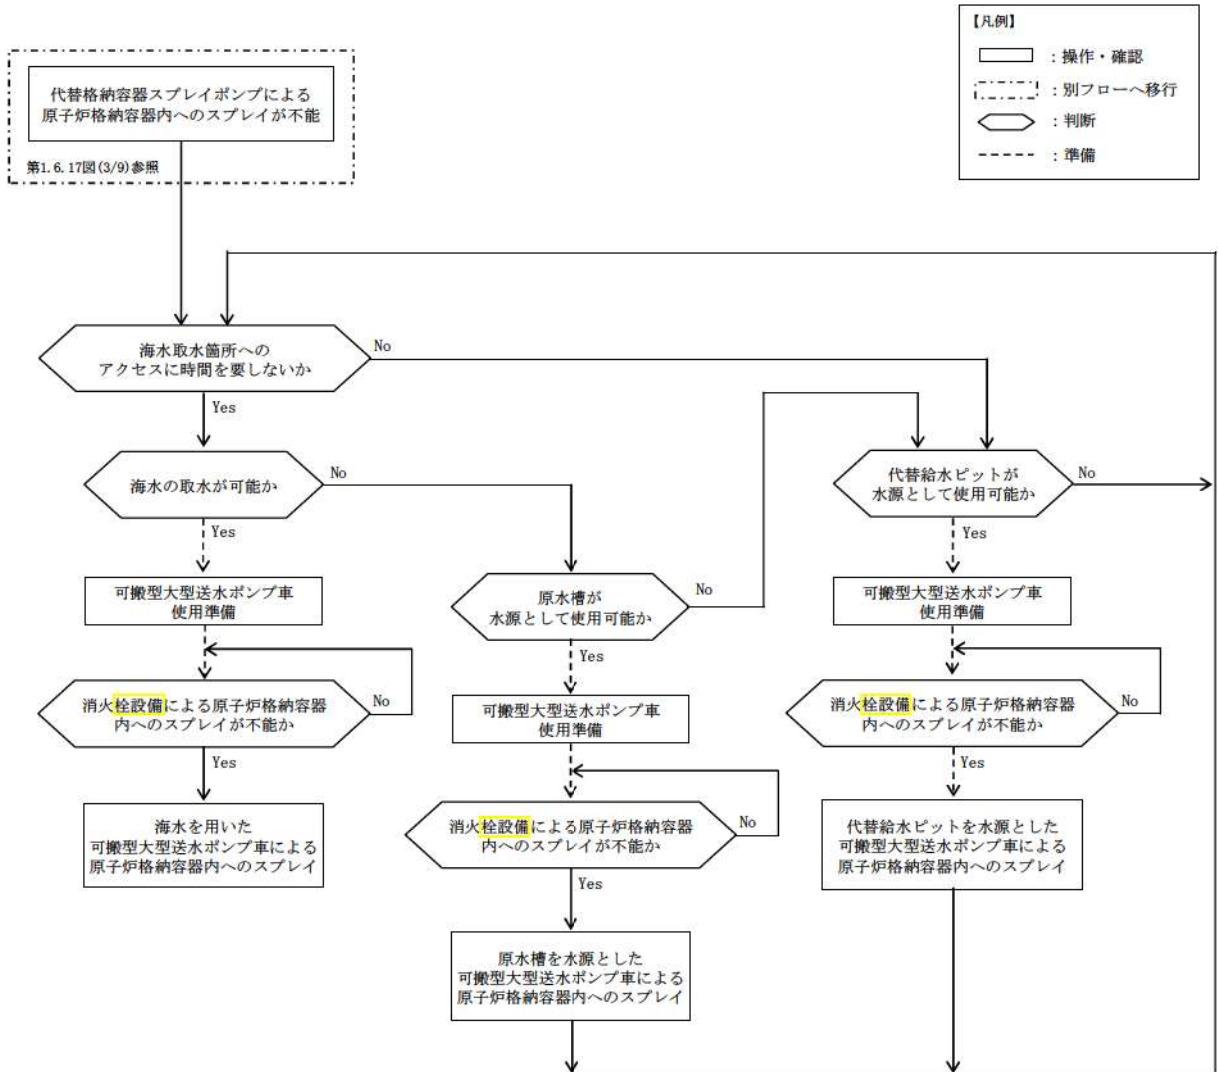 【凡例】
：操作・確認
：別フローへ移行
：判断
：準備
代替格納容器スプレイポンプによる
原子炉格納容器内へのスプレイが不能
第1.6.17図(3/9)参照
海水取水箇所への
アクセスに時間を要しないか
No
Yes
海水の取水が可能か
No
Yes
代替給水ピットが
水源として使用可能か
No
Yes
可搬型大型送水ポンプ車
使用準備
原水槽が
水源として使用可能か
No
Yes
可搬型大型送水ポンプ車
使用準備
消火栓設備による原子炉格納容器
内へのスプレイが不能か
No
Yes
可搬型大型送水ポンプ車
使用準備
消火栓設備による原子炉格納容器
内へのスプレイが不能か
No
Yes
海水を用いた
可搬型大型送水ポンプ車による
原子炉格納容器内へのスプレイ
消火栓設備による原子炉格納容器
内へのスプレイが不能か
No
Yes
代替給水ピットを水源とした
可搬型大型送水ポンプ車による
原子炉格納容器内へのスプレイ
原水槽を水源とした
可搬型大型送水ポンプ車による
原子炉格納容器内へのスプレイ